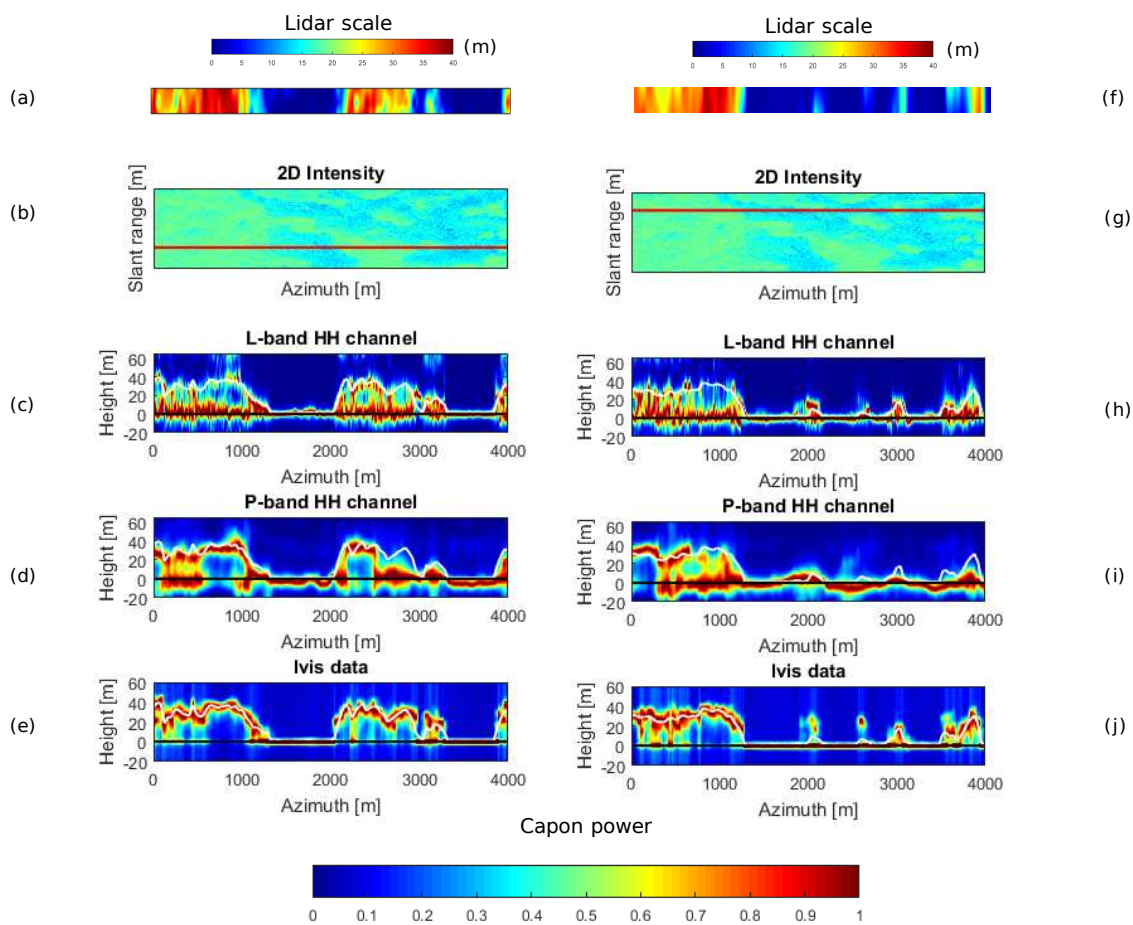 Lidar scale
(m)
0 5 10 15 20 25 30 35 40
(a)
2D Intensity
(b)
Slant range [m]
Azimuth [m]
L-band HH channel
(c)
Height [m]
60
40
20
0
-20
0 1000 2000 3000 4000
Azimuth [m]
P-band HH channel
(d)
Height [m]
60
40
20
0
-20
0 1000 2000 3000 4000
Azimuth [m]
lvis data
(e)
Height [m]
60
40
20
0
-20
0 1000 2000 3000 4000
Azimuth [m]
Lidar scale
(m)
0 5 10 15 20 25 30 35 40
(f)
2D Intensity
(g)
Slant range [m]
Azimuth [m]
L-band HH channel
(h)
Height [m]
60
40
20
0
-20
0 1000 2000 3000 4000
Azimuth [m]
P-band HH channel
(i)
Height [m]
60
40
20
0
-20
0 1000 2000 3000 4000
Azimuth [m]
lvis data
(j)
Height [m]
60
40
20
0
-20
0 1000 2000 3000 4000
Azimuth [m]
Capon power
0 0.1 0.2 0.3 0.4 0.5 0.6 0.7 0.8 0.9 1